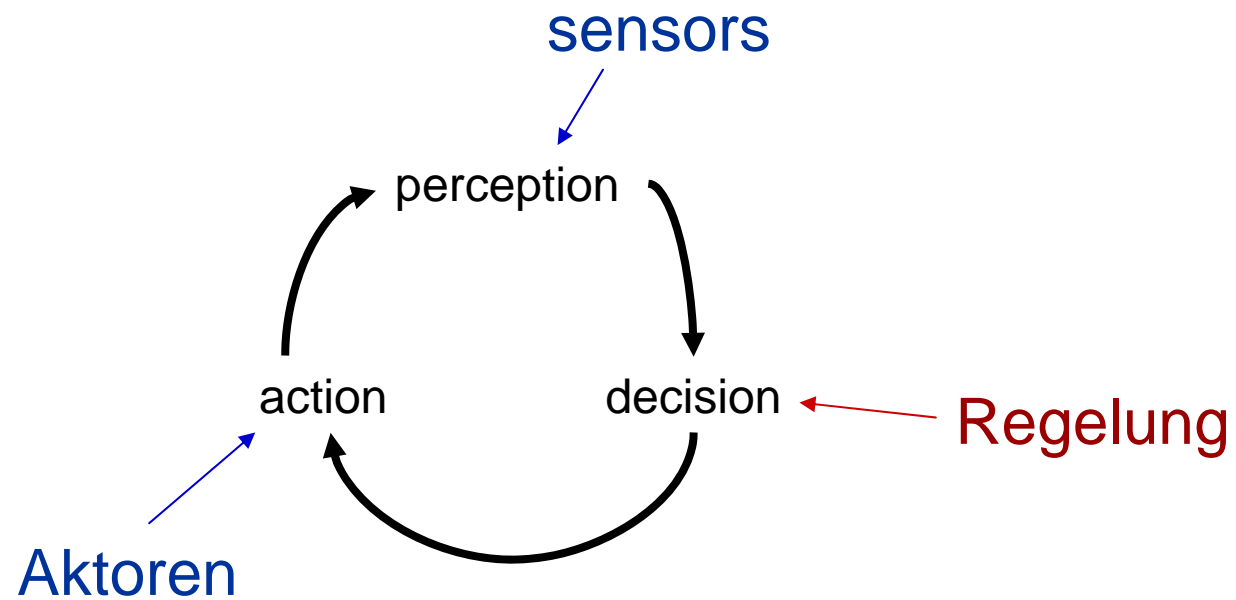 sensors
perception
action
decision
Regelung
Aktoren